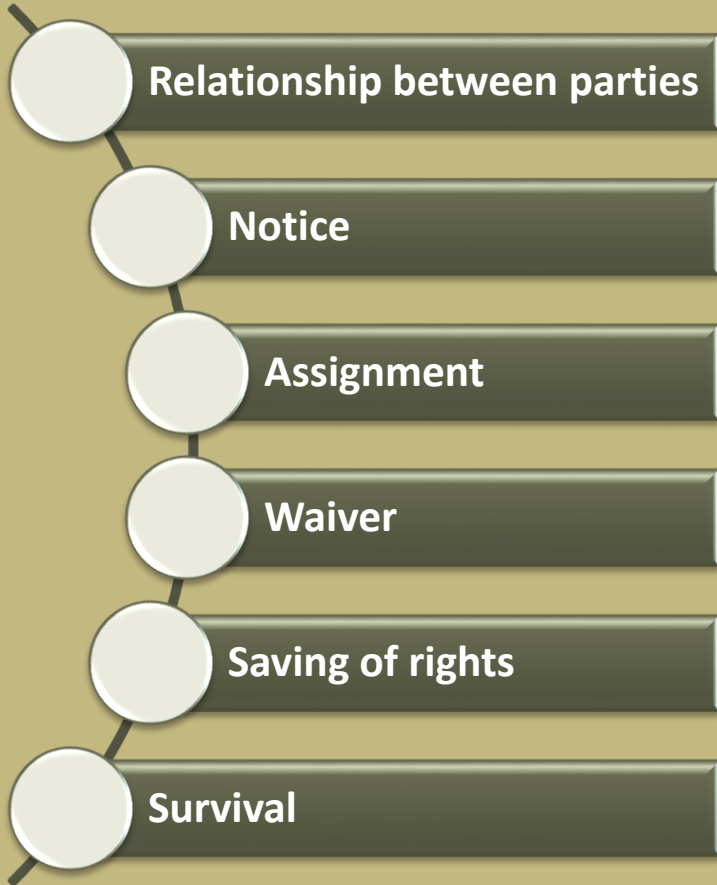 Relationship between parties
Notice
Assignment
Waiver
Saving of rights
Survival